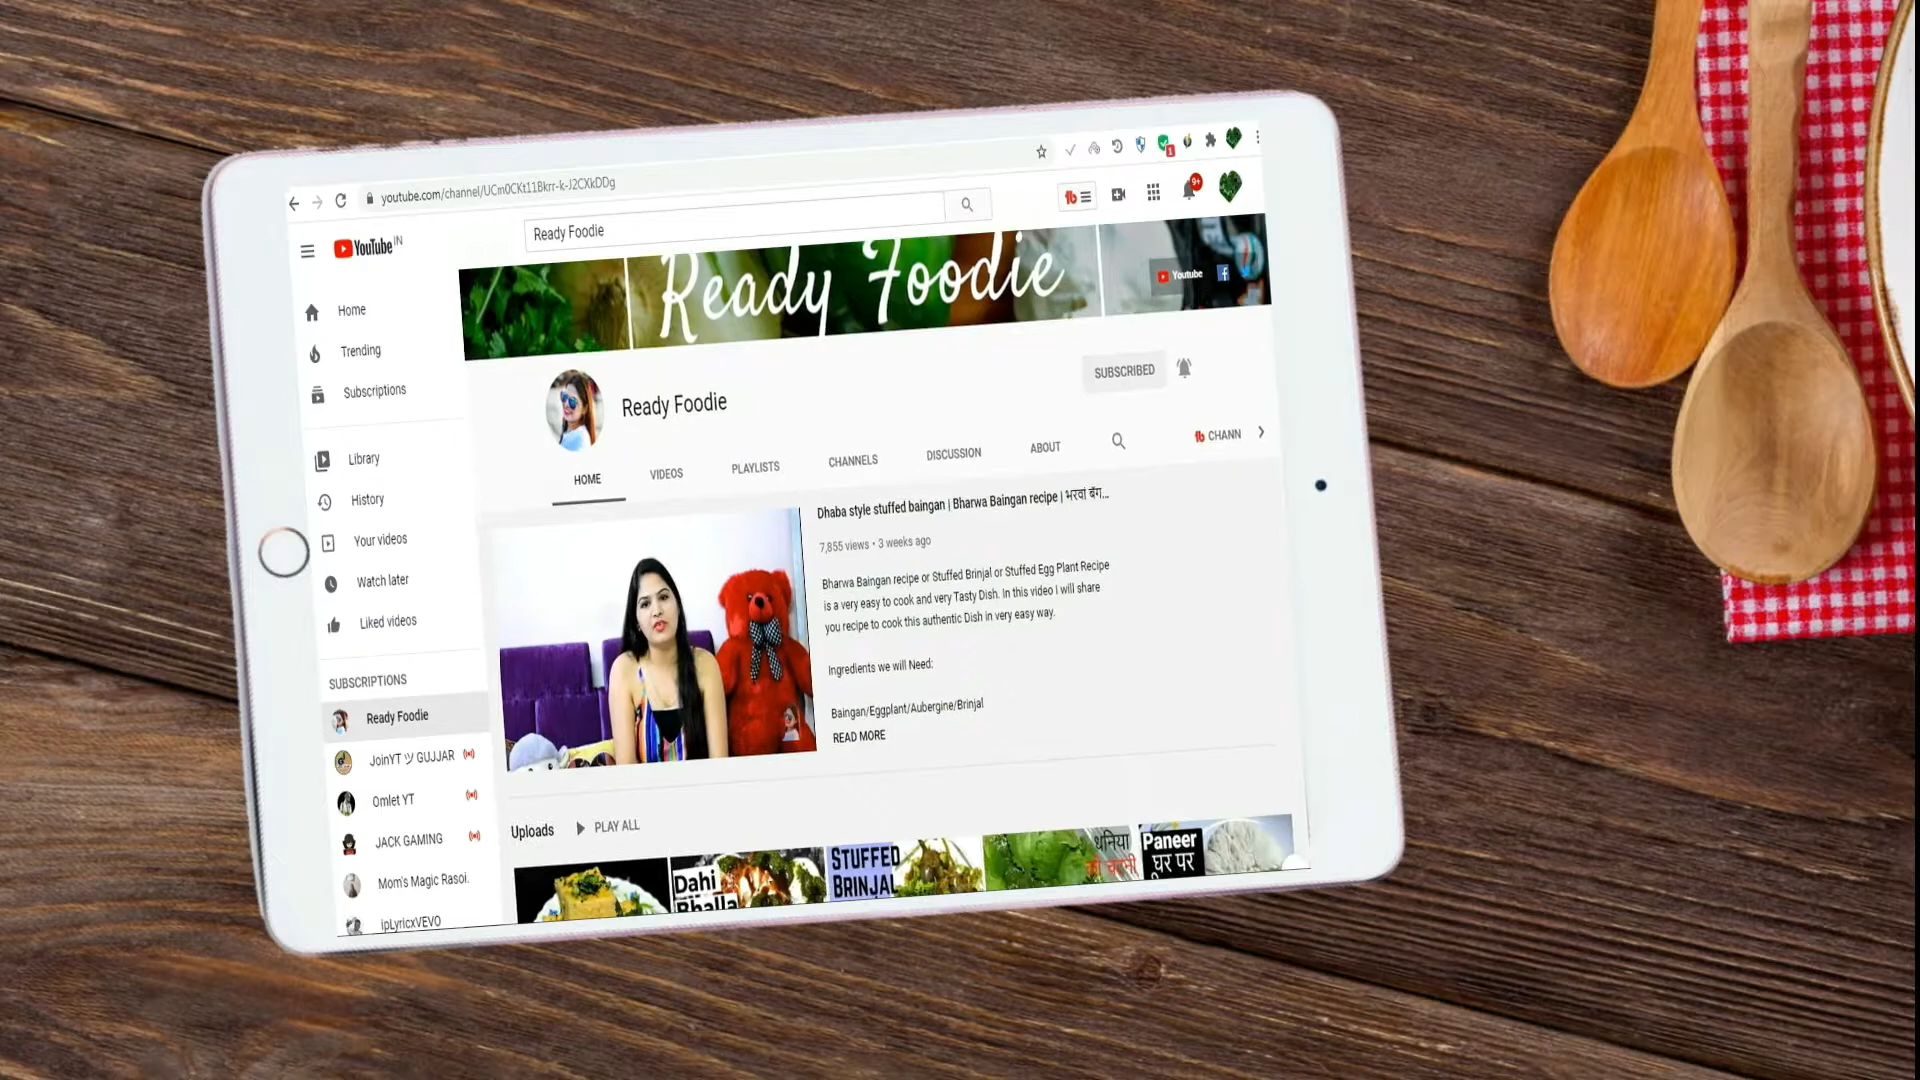 youtube.com/channel/UCm0CKt11Bkrr-k-J2CXkDDg
1
YouTube IN
Ready Foodie
9+
Ready Foodie
Youtube
Home
Trending
Subscriptions
Library
History
Your videos
Watch later
Liked videos
SUBSCRIPTIONS
Ready Foodie
JoinYT ツ GUJJAR
Omlet YT
JACK GAMING
Mom's Magic Rasoi.
ipLyricxVEVO
Ready Foodie
SUBSCRIBED
HOME
VIDEOS
PLAYLISTS
CHANNELS
DISCUSSION
ABOUT
CHANN
Dhaba style stuffed baingan | Bharwa Baingan recipe | भरवां बैंग...
7,855 views • 3 weeks ago
Bharwa Baingan recipe or Stuffed Brinjal or Stuffed Egg Plant Recipe
is a very easy to cook and very Tasty Dish. In this video I will share
you recipe to cook this authentic Dish in very easy way.
Ingredients we will Need:
Baingan/Eggplant/Aubergine/Brinjal
READ MORE
Uploads
PLAY ALL
Dahi
Bhalla
STUFFED
BRINJAL
धनिया
की चटनी
Paneer
घर पर